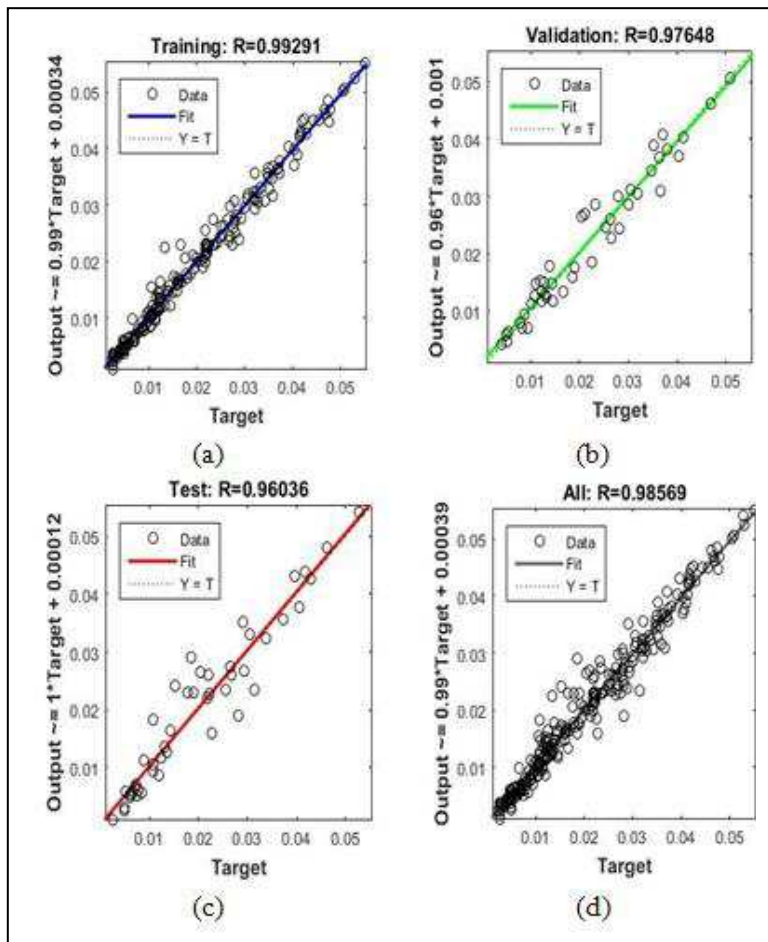 Training: R=0.99291
Output ~= 0.99*Target + 0.00034
Data
Fit
Y = T
0.05
0.04
0.03
0.02
0.01
0.01 0.02 0.03 0.04 0.05
Target
(a)
Validation: R=0.97648
Output ~= 0.96*Target + 0.001
Data
Fit
Y = T
0.05
0.04
0.03
0.02
0.01
0.01 0.02 0.03 0.04 0.05
Target
(b)
Test: R=0.96036
Output ~= 1*Target + 0.00012
Data
Fit
Y = T
0.05
0.04
0.03
0.02
0.01
0.01 0.02 0.03 0.04 0.05
Target
(c)
All: R=0.98569
Output ~= 0.99*Target + 0.00039
Data
Fit
Y = T
0.05
0.04
0.03
0.02
0.01
0.01 0.02 0.03 0.04 0.05
Target
(d)